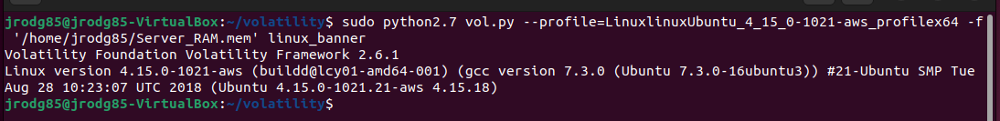 jrodg85@jrodg85-VirtualBox:~/volatility$ sudo python2.7 vol.py --profile=LinuxlinuxUbuntu_4_15_0-1021-aws_profilex64 -f
'/home/jrodg85/Server_RAM.mem' linux_banner
Volatility Foundation Volatility Framework 2.6.1
Linux version 4.15.0-1021-aws (buildd@lcy01-amd64-001) (gcc version 7.3.0 (Ubuntu 7.3.0-16ubuntu3)) #21-Ubuntu SMP Tue
Aug 28 10:23:07 UTC 2018 (Ubuntu 4.15.0-1021.21-aws 4.15.18)
jrodg85@jrodg85-VirtualBox:~/volatility$